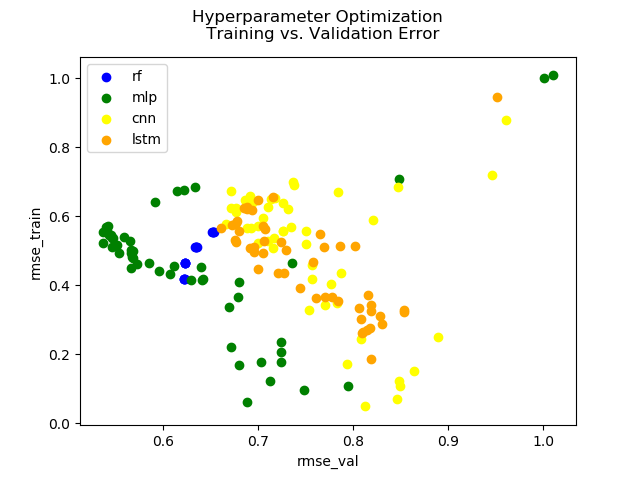 Hyperparameter Optimization
Training vs. Validation Error
rf
mlp
cnn
lstm
1.0
0.8
0.6
0.4
0.2
0.0
rmse_train
0.6 0.7 0.8 0.9 1.0
rmse_val